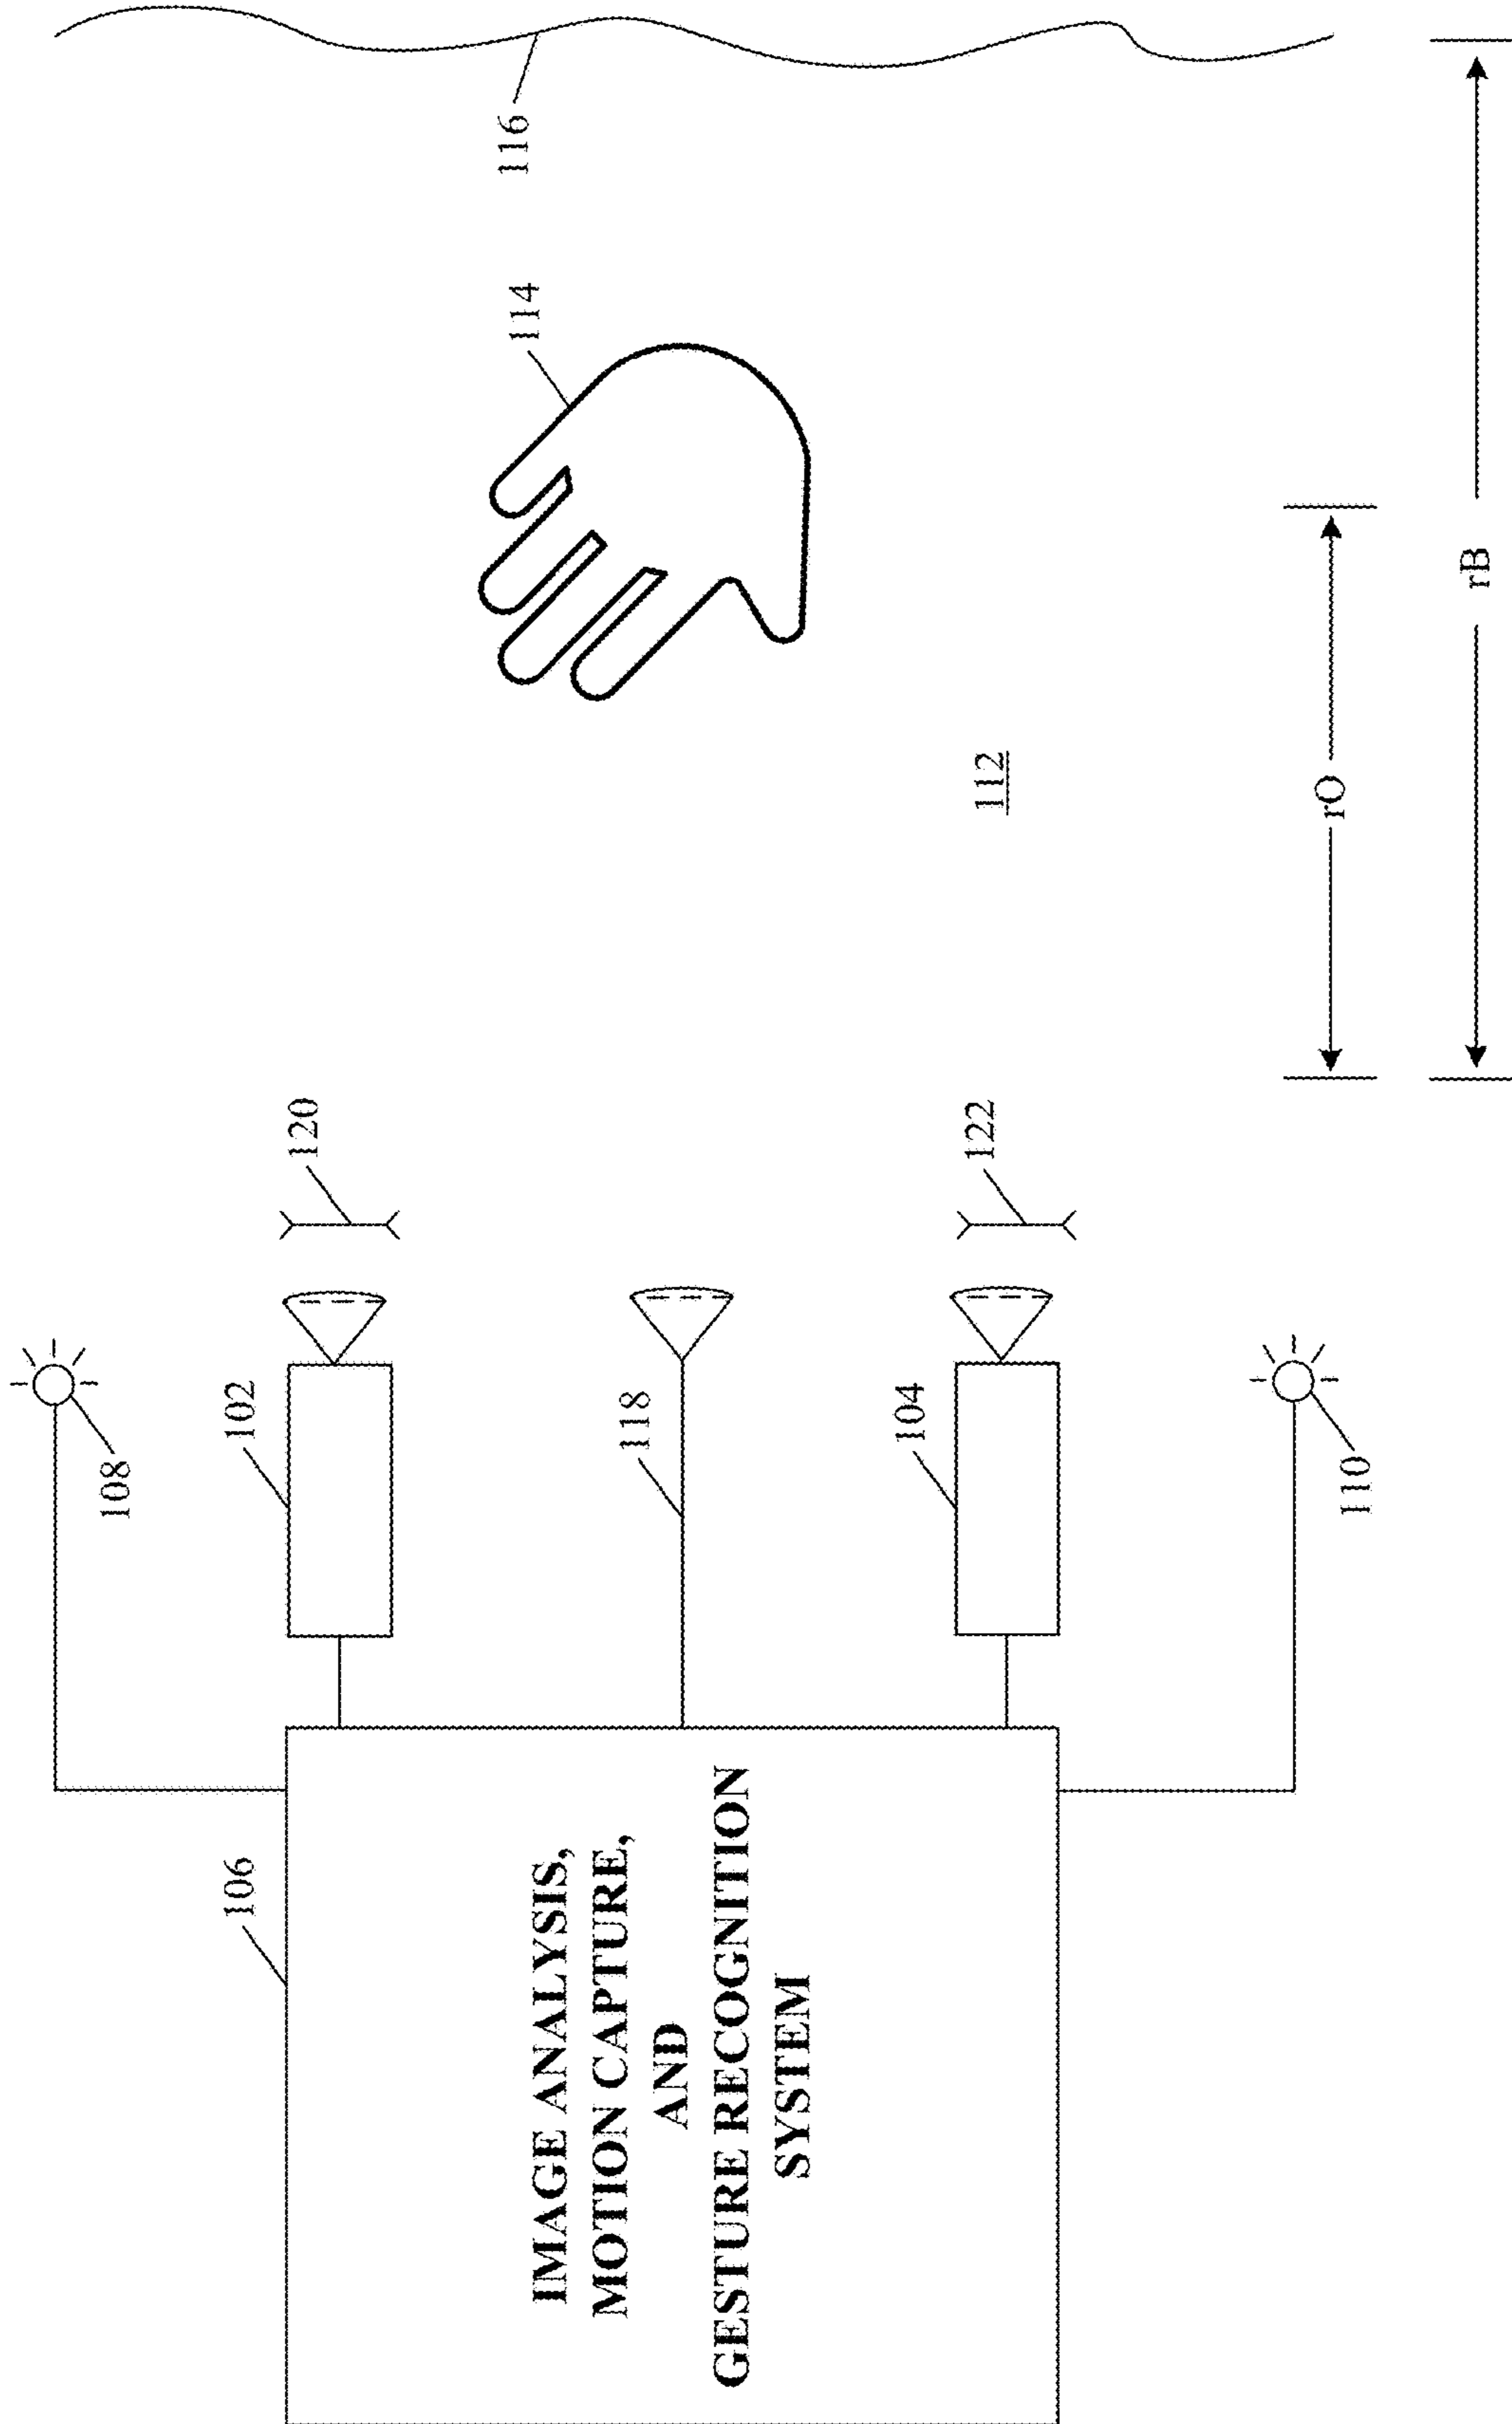 106
IMAGE ANALYSIS,
MOTION CAPTURE,
AND
GESTURE RECOGNITION
SYSTEM
108
102
118
104
110
120
122
112
114
116
rO
rB